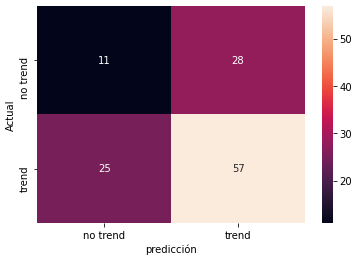 11 28
25 57
no trend
trend
Actual
no trend trend
predicción
50
40
30
20